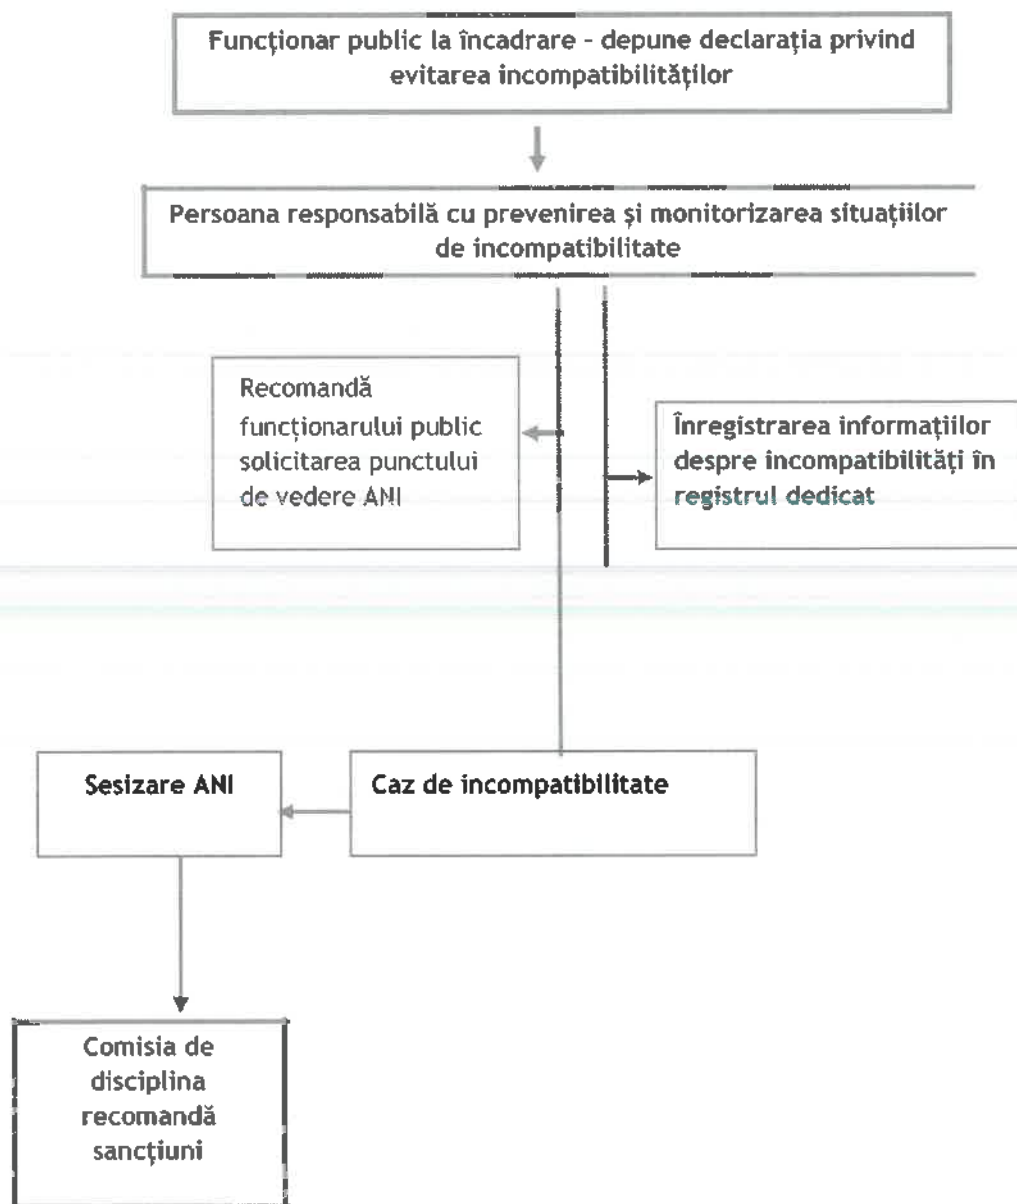 Funcționar public la încadrare - depune declarația privind
evitarea incompatibilităților
Persoana responsabilă cu prevenirea și monitorizarea situațiilor
de incompatibilitate
Recomandă
funcționarului public
solicitarea punctului
de vedere ANI
Înregistrarea informațiilor
despre incompatibilități în
registrul dedicat
Sesizare ANI
Caz de incompatibilitate
Comisia de
disciplina
recomandă
sancțiuni